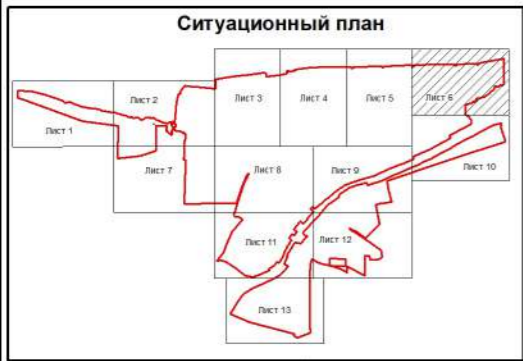 Ситуационный план
Лист 1
Лист 2
Лист 3
Лист 4
Лист 5
Лист 6
Лист 7
Лист 8
Лист 9
Лист 10
Лист 11
Лист 12
Лист 13